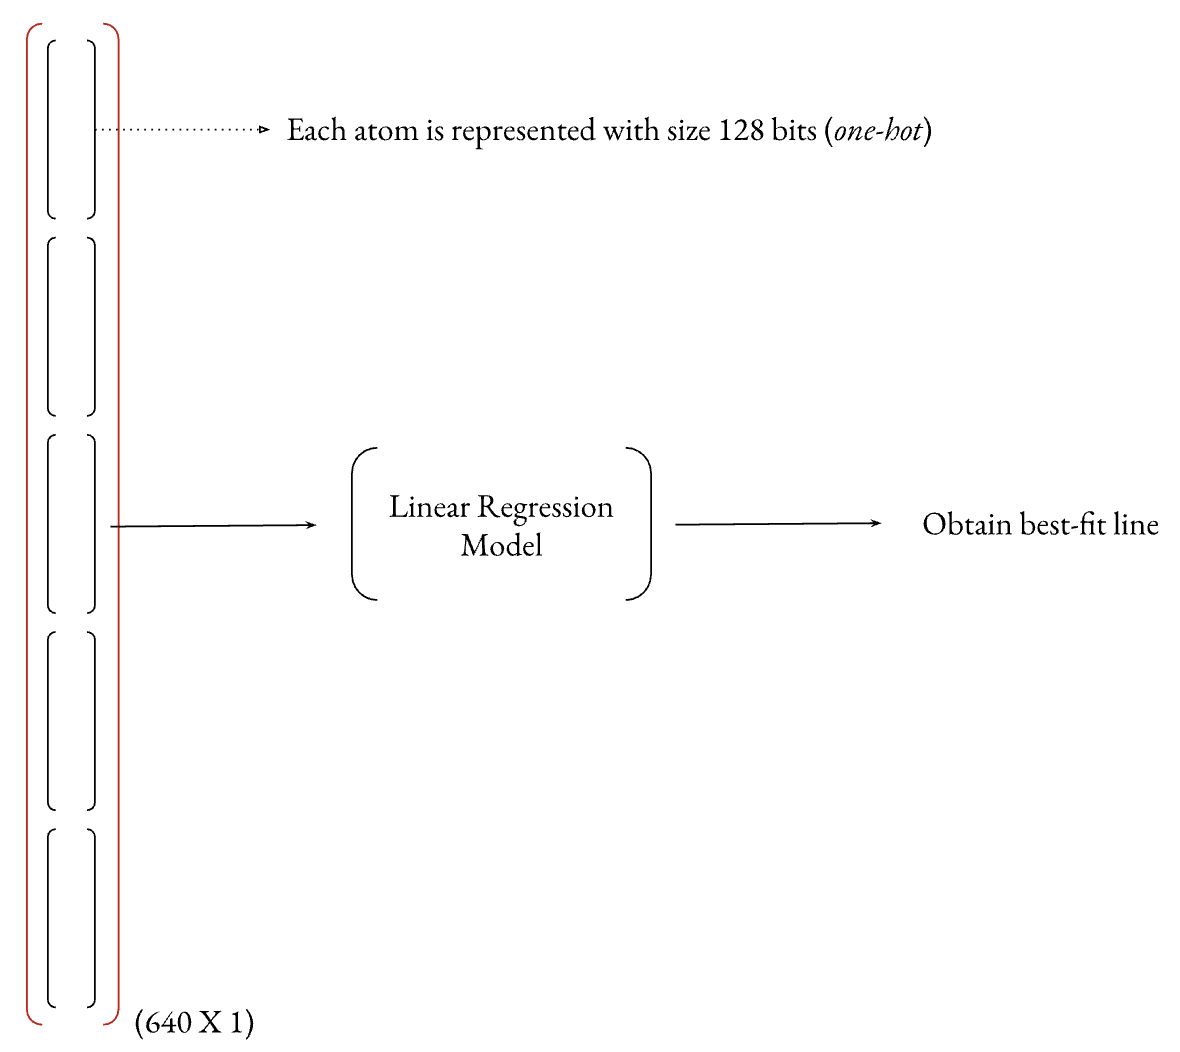 Each atom is represented with size 128 bits (one-hot)
Linear Regression
Model
Obtain best-fit line
(640 X 1)